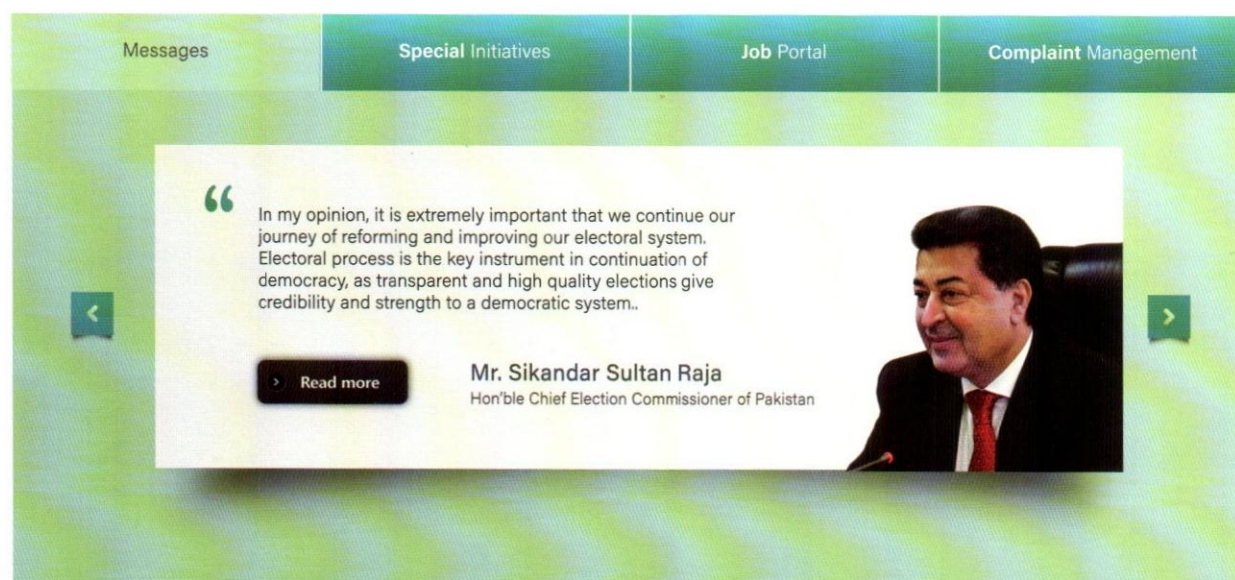 Messages
Special Initiatives
Job Portal
Complaint Management
“
In my opinion, it is extremely important that we continue our
journey of reforming and improving our electoral system.
Electoral process is the key instrument in continuation of
democracy, as transparent and high quality elections give
credibility and strength to a democratic system..
Read more
Mr. Sikandar Sultan Raja
Hon'ble Chief Election Commissioner of Pakistan